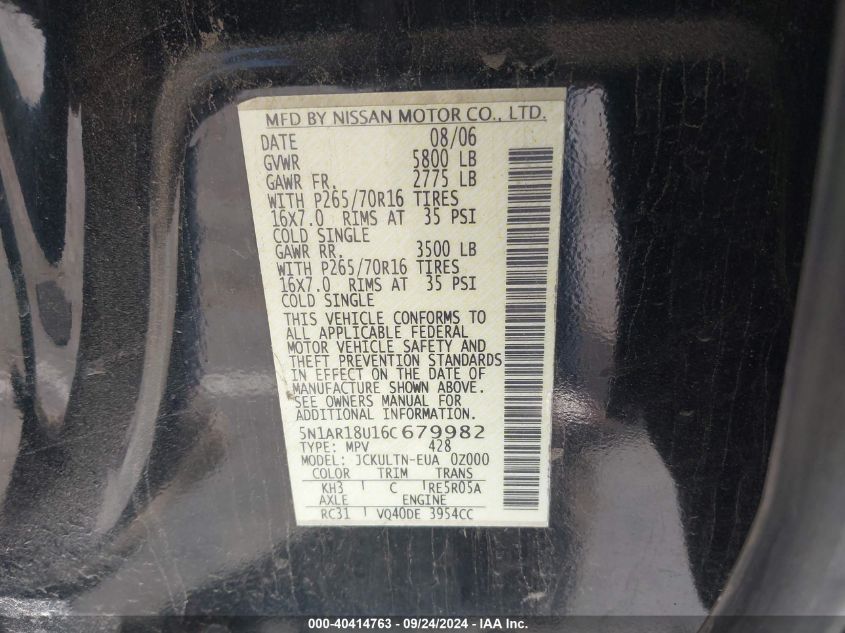 MFD BY NISSAN MOTOR CO., LTD.
DATE 08/06
GVWR 5800 LB
GAWR FR. 2775 LB
WITH P265/70R16 TIRES
16X7.0 RIMS AT 35 PSI
COLD SINGLE
GAWR RR. 3500 LB
WITH P265/70R16 TIRES
16X7.0 RIMS AT 35 PSI
COLD SINGLE
THIS VEHICLE CONFORMS TO
ALL APPLICABLE FEDERAL
MOTOR VEHICLE SAFETY AND
THEFT PREVENTION STANDARDS
IN EFFECT ON THE DATE OF
MANUFACTURE SHOWN ABOVE.
SEE OWNERS MANUAL FOR
ADDITIONAL INFORMATION.
5N1AR18U16C679982
TYPE: MPV 428
MODEL: JCKULTN-EUA 0Z000
COLOR TRIM TRANS
KH3 C RE5R05A
AXLE ENGINE
RC31 VQ40DE 3954CC
000-40414763 - 09/24/2024 - IAA Inc.